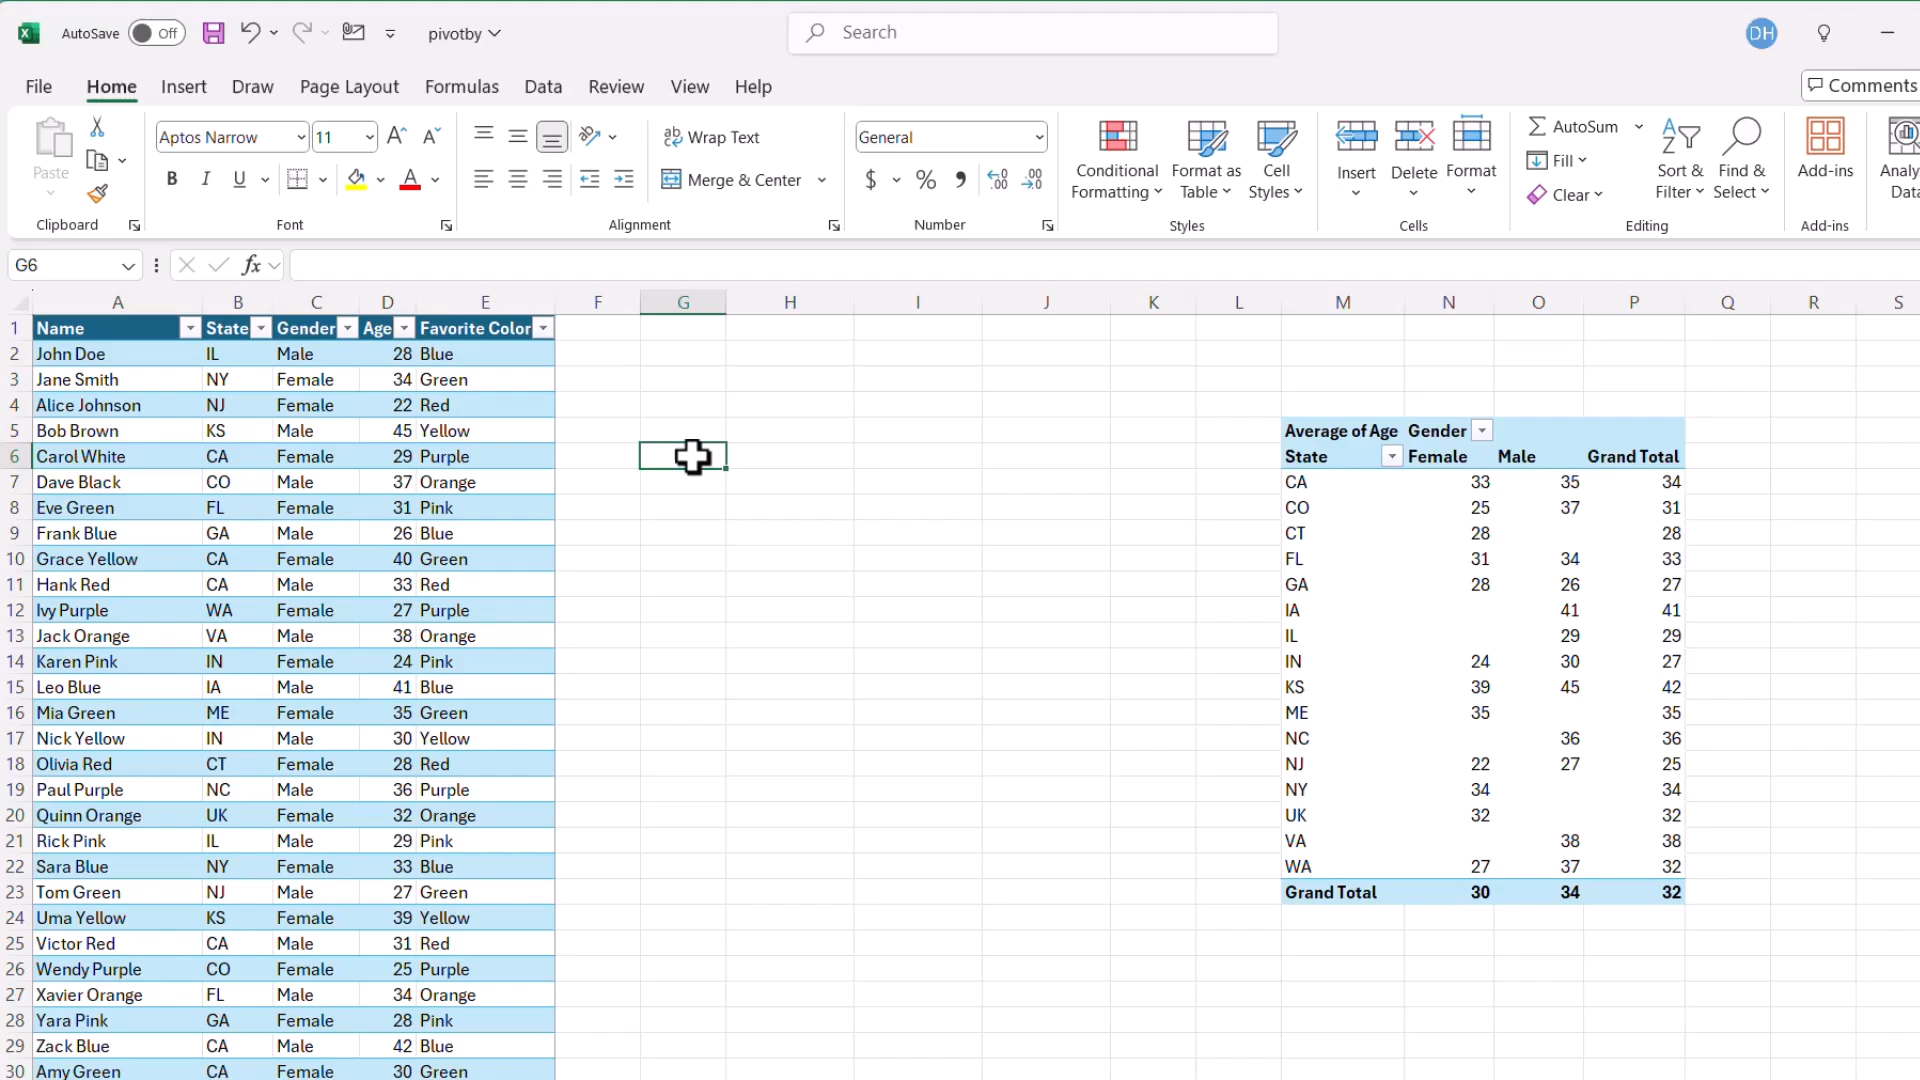 AutoSave Off pivotby Search DH
File Home Insert Draw Page Layout Formulas Data Review View Help Comments
Paste Aptos Narrow 11 Wrap Text General Conditional Formatting Format as Table Cell Styles Insert Delete Format AutoSum Fill Clear Sort & Filter Find & Select Add-ins Analy Data
Merge & Center $ % 9
Clipboard Font Alignment Number Styles Cells Editing Add-ins
G6 fx
A B C D E F G H I J K L M N O P Q R S
1 Name State Gender Age Favorite Color
2 John Doe IL Male 28 Blue
3 Jane Smith NY Female 34 Green
4 Alice Johnson NJ Female 22 Red
5 Bob Brown KS Male 45 Yellow Average of Age Gender
6 Carol White CA Female 29 Purple State Female Male Grand Total
7 Dave Black CO Male 37 Orange CA 33 35 34
8 Eve Green FL Female 31 Pink CO 25 37 31
9 Frank Blue GA Male 26 Blue CT 28 28
10 Grace Yellow CA Female 40 Green FL 31 34 33
11 Hank Red CA Male 33 Red GA 28 26 27
12 Ivy Purple WA Female 27 Purple IA 41 41
13 Jack Orange VA Male 38 Orange IL 29 29
14 Karen Pink IN Female 24 Pink IN 24 30 27
15 Leo Blue IA Male 41 Blue KS 39 45 42
16 Mia Green ME Female 35 Green ME 35 35
17 Nick Yellow IN Male 30 Yellow NC 36 36
18 Olivia Red CT Female 28 Red NJ 22 27 25
19 Paul Purple NC Male 36 Purple NY 34 34
20 Quinn Orange UK Female 32 Orange UK 32 32
21 Rick Pink IL Male 29 Pink VA 38 38
22 Sara Blue NY Female 33 Blue WA 27 37 32
23 Tom Green NJ Male 27 Green Grand Total 30 34 32
24 Uma Yellow KS Female 39 Yellow
25 Victor Red CA Male 31 Red
26 Wendy Purple CO Female 25 Purple
27 Xavier Orange FL Male 34 Orange
28 Yara Pink GA Female 28 Pink
29 Zack Blue CA Male 42 Blue
30 Amy Green CA Female 30 Green